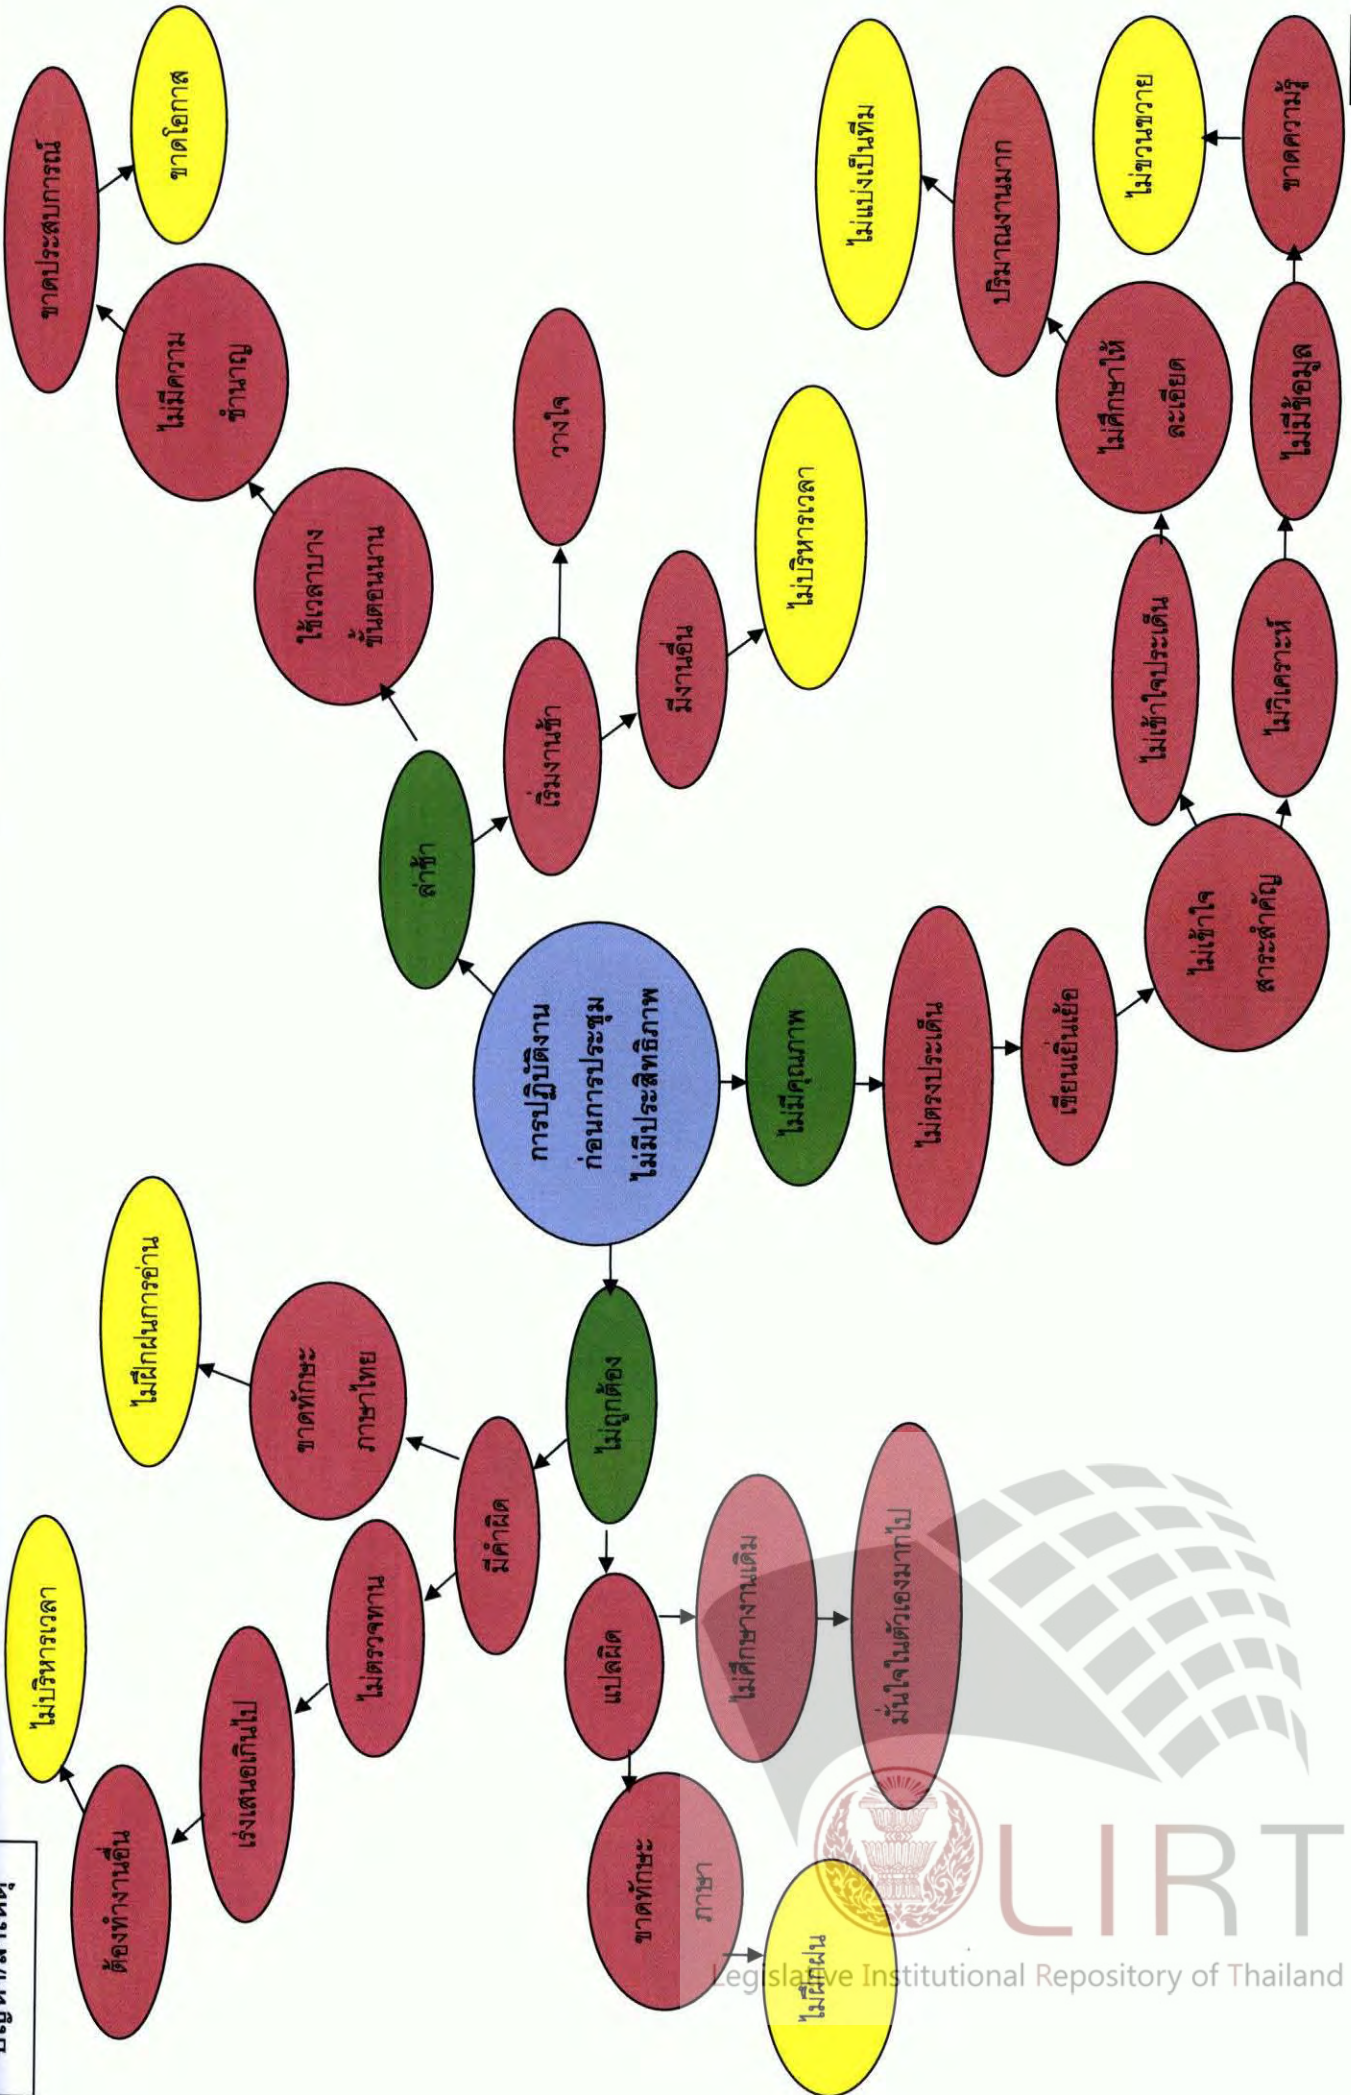 ต้องทำงานอื่น
ไม่บริหารเวลา
เร่งเสนอเกินไป
ไม่ตรวจทาน
มีคำผิด
ขาดทักษะ
ภาษาไทย
ไม่ฝึกฝนการอ่าน
ไม่ถูกต้อง
แปลผิด
ขาดทักษะ
ภาษา
ไม่ฝึกฝน
ไม่ศึกษางานเดิม
มั่นใจในตัวเองมากไป
การปฏิบัติงาน
ก่อนการประชุม
ไม่มีประสิทธิภาพ
ล่าช้า
ใช้เวลาบาง
ขั้นตอนนาน
ไม่มีความ
ชำนาญ
ขาดประสบการณ์
ขาดโอกาส
เริ่มงานช้า
วางใจ
มีงานอื่น
ไม่บริหารเวลา
ไม่มีคุณภาพ
ไม่ตรงประเด็น
เขียนเยิ่นเย้อ
ไม่เข้าใจ
สาระสำคัญ
ไม่เข้าใจประเด็น
ไม่ศึกษาให้
ละเอียด
ปริมาณงานมาก
ไม่แบ่งเป็นทีม
ไม่วิเคราะห์
ไม่มีข้อมูล
ขาดความรู้
ไม่ขวนขวาย
LIRT
Legislative Institutional Repository of Thailand